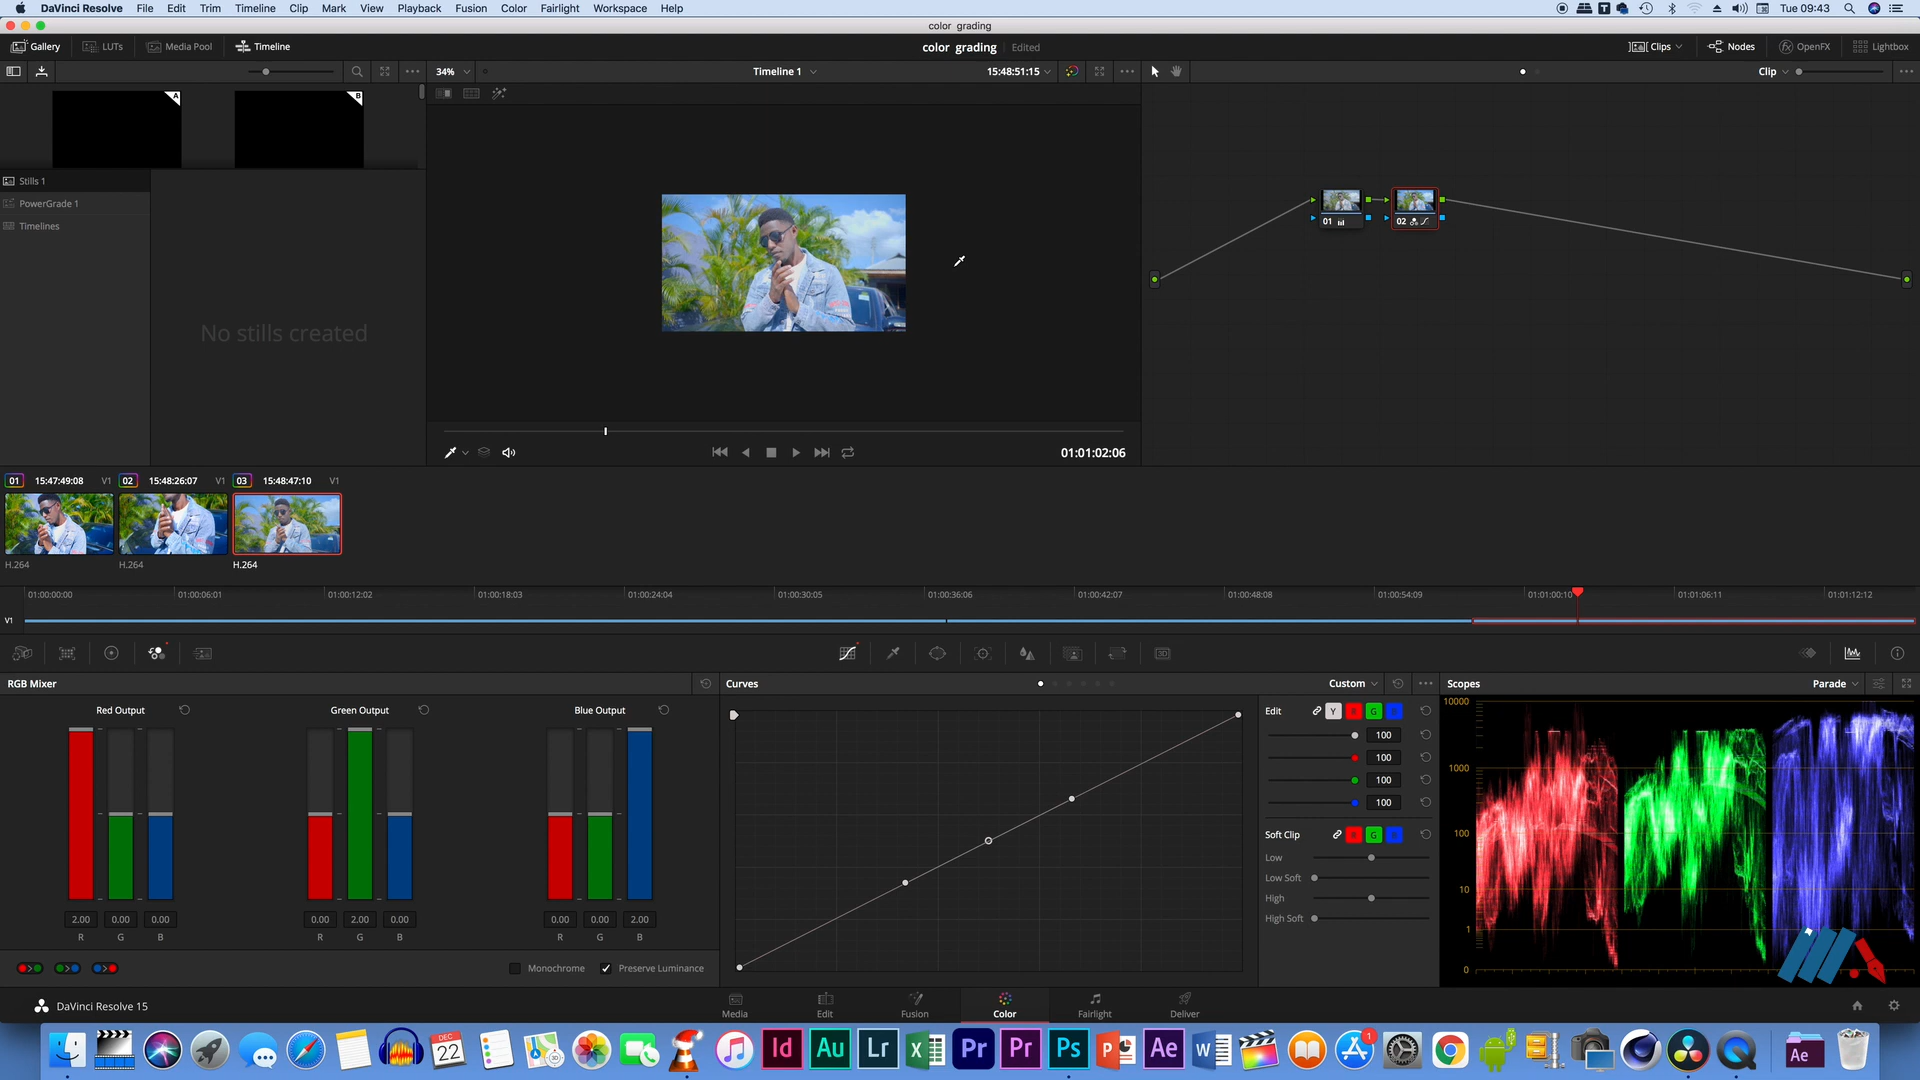 DaVinci Resolve File Edit Trim Timeline Clip Mark View Playback Fusion Color Fairlight Workspace Help Tue 09:43
color grading
Gallery LUTs Media Pool Timeline color grading Edited Clips Nodes OpenFX Lightbox
34% Timeline 1 15:48:51:15 Clip
A B
Stills 1
PowerGrade 1
Timelines
No stills created
01 02
01:01:02:06
01 15:47:49:08 V1 02 15:48:26:07 V1 03 15:48:47:10 V1
H.264 H.264 H.264
01:00:00:00 01:00:06:01 01:00:12:02 01:00:18:03 01:00:24:04 01:00:30:05 01:00:36:06 01:00:42:07 01:00:48:08 01:00:54:09 01:01:00:10 01:01:06:11 01:01:12:12
V1
RGB Mixer Curves Custom Scopes Parade
Red Output Green Output Blue Output
Edit Y R G B
100
100
100
100
Soft Clip R G B
Low
Low Soft
High
High Soft
10000
1000
100
10
1
0
2.00 0.00 0.00 0.00 2.00 0.00 0.00 0.00 2.00
R G B R G B R G B
Monochrome Preserve Luminance
DaVinci Resolve 15
Media Edit Fusion Color Fairlight Deliver
DEC 22 3D Id Au Lr X Pr Pr Ps P Ae W 1 Ae